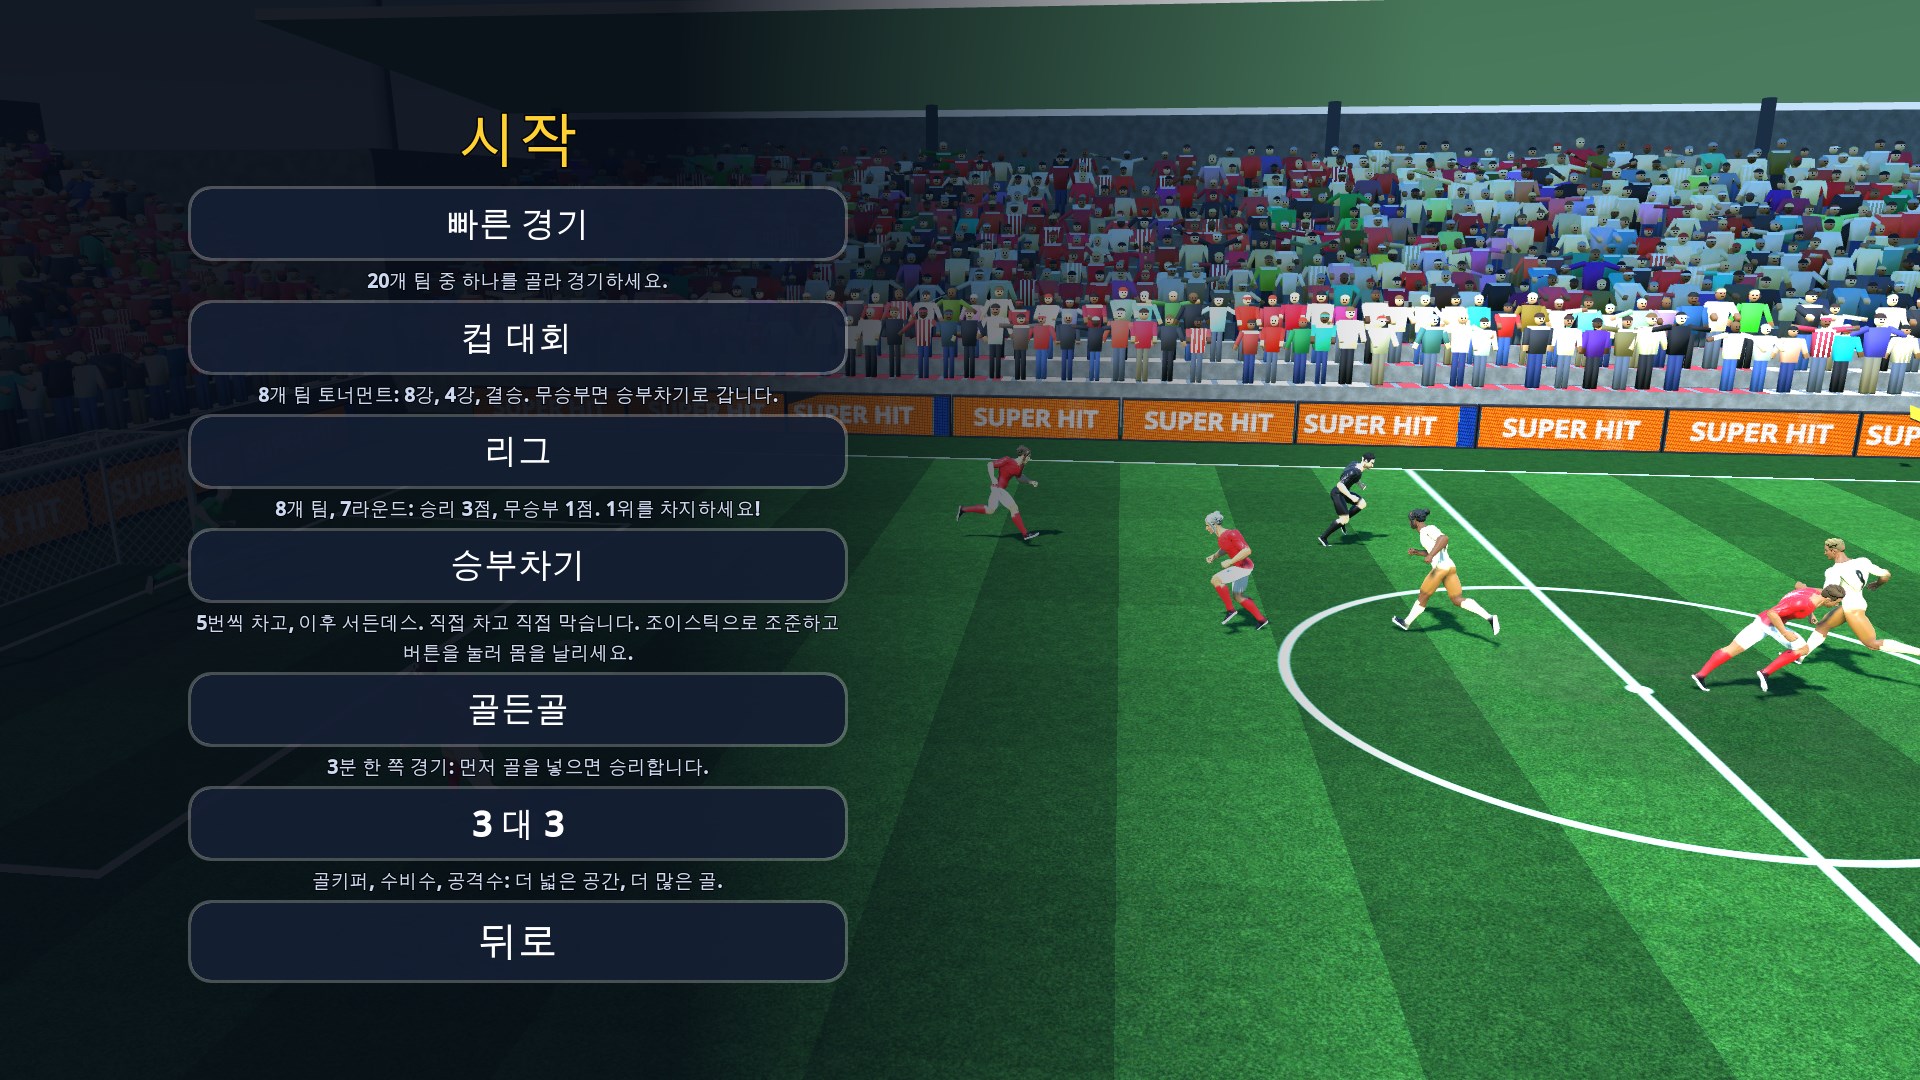 시작
빠른 경기
20개 팀 중 하나를 골라 경기하세요.
컵 대회
8개 팀 토너먼트: 8강, 4강, 결승. 무승부면 승부차기로 갑니다.
리그
8개 팀, 7라운드: 승리 3점, 무승부 1점. 1위를 차지하세요!
승부차기
5번씩 차고, 이후 서든데스. 직접 차고 직접 막습니다. 조이스틱으로 조준하고
버튼을 눌러 몸을 날리세요.
골든골
3분 한 쪽 경기: 먼저 골을 넣으면 승리합니다.
3 대 3
골키퍼, 수비수, 공격수: 더 넓은 공간, 더 많은 골.
뒤로
SUPER HIT SUPER HIT SUPER HIT SUPER HIT SUPER HIT SUPER HIT SUP
SUPER
HIT